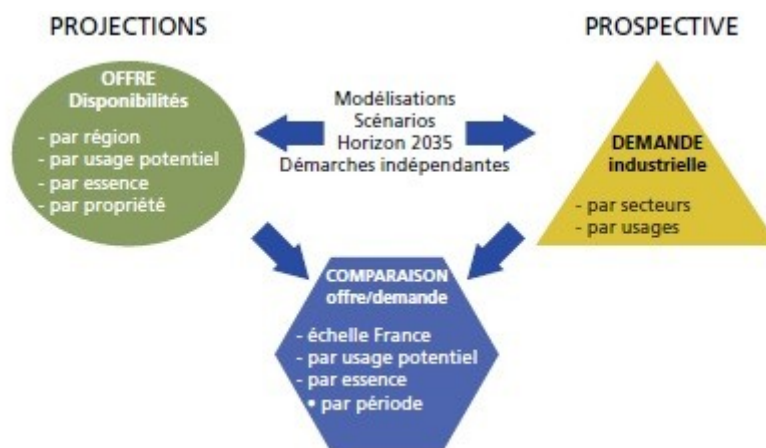 PROJECTIONS
PROSPECTIVE
OFFRE
Disponibilités
- par région
- par usage potentiel
- par essence
- par propriété
Modélisations
Scénarios
Horizon 2035
Démarches indépendantes
DEMANDE
industrielle
- par secteurs
- par usages
COMPARAISON
offre/demande
- échelle France
- par usage potentiel
- par essence
• par période